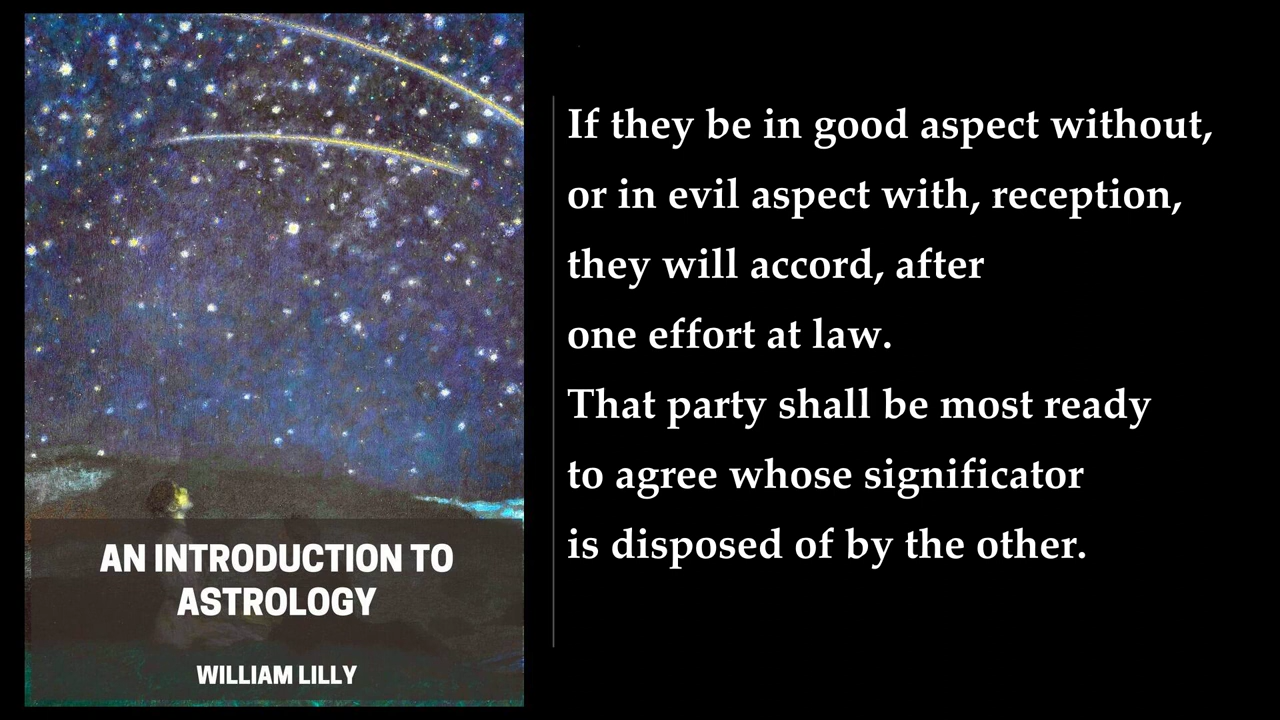 AN INTRODUCTION TO
ASTROLOGY
WILLIAM LILLY
If they be in good aspect without,
or in evil aspect with, reception,
they will accord, after
one effort at law.
That party shall be most ready
to agree whose significator
is disposed of by the other.